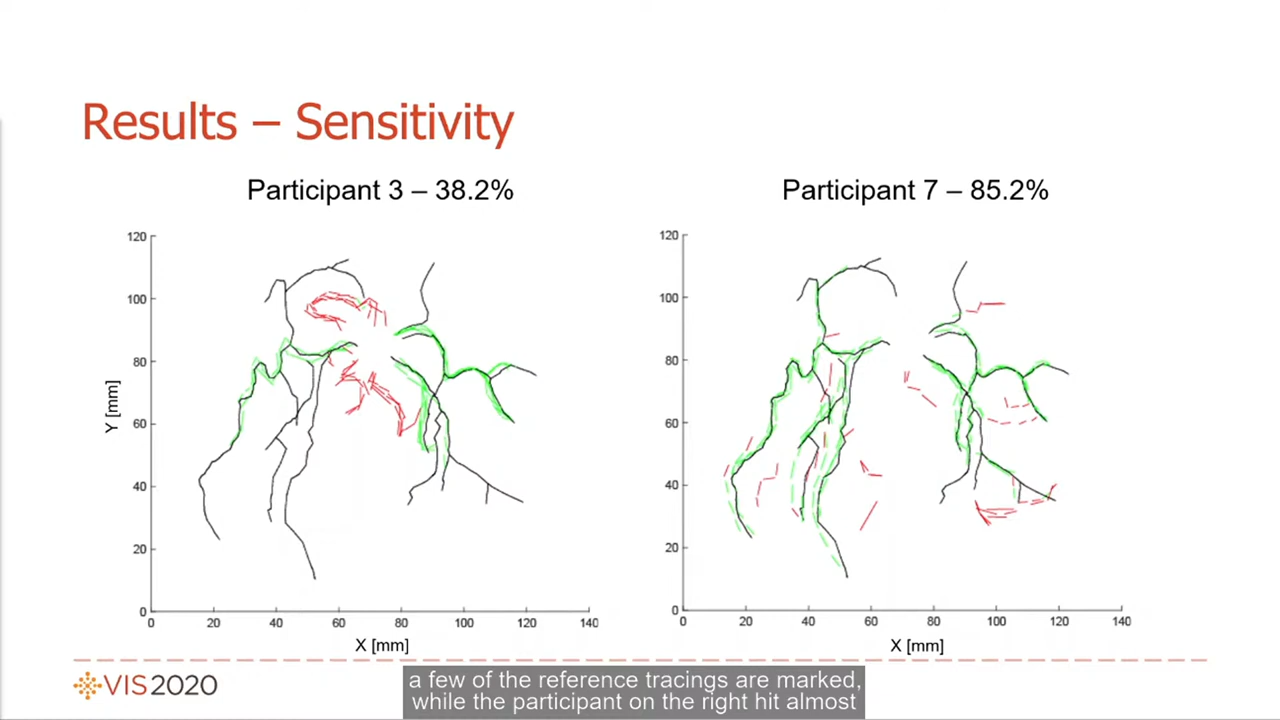 Results – Sensitivity
Participant 3 – 38.2%
Participant 7 – 85.2%
120
100
80
60
40
20
0
Y [mm]
0 20 40 60 80 100 120 140
X [mm]
120
100
80
60
40
20
0
0 20 40 60 80 100 120 140
X [mm]
VIS2020
a few of the reference tracings are marked,
while the participant on the right hit almost